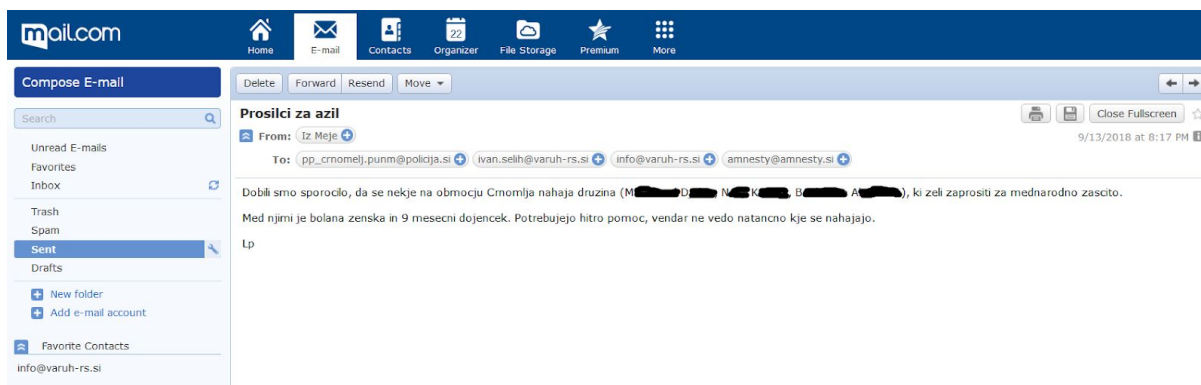 mail.com
Home
E-mail
Contacts
22
Organizer
File Storage
Premium
More
Compose E-mail
Delete
Forward
Resend
Move
Search
Prosilci za azil
Close Fullscreen
From: Iz Meje
9/13/2018 at 8:17 PM
To: pp_crnomelj.punm@policija.si ivan.selih@varuh-rs.si info@varuh-rs.si amnesty@amnesty.si
Unread E-mails
Favorites
Inbox
Trash
Spam
Sent
Drafts
New folder
Add e-mail account
Favorite Contacts
info@varuh-rs.si
Dobili smo sporocilo, da se nekje na obmocju Crnomlja nahaja druzina (M D N K, B A), ki zeli zaprositi za mednarodno zascito.
Med njimi je bolana zenska in 9 mesecni dojencek. Potrebujejo hitro pomoc, vendar ne vedo natancno kje se nahajajo.
Lp